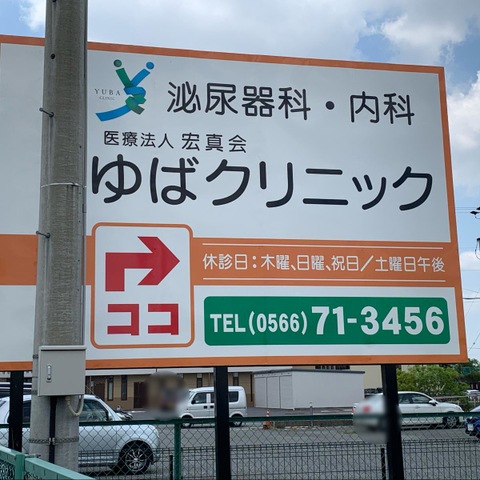 YUBA
CLINIC
泌尿器科・内科
医療法人 宏真会
ゆばクリニック
休診日：木曜、日曜、祝日／土曜日午後
ココ
TEL(0566)71-3456